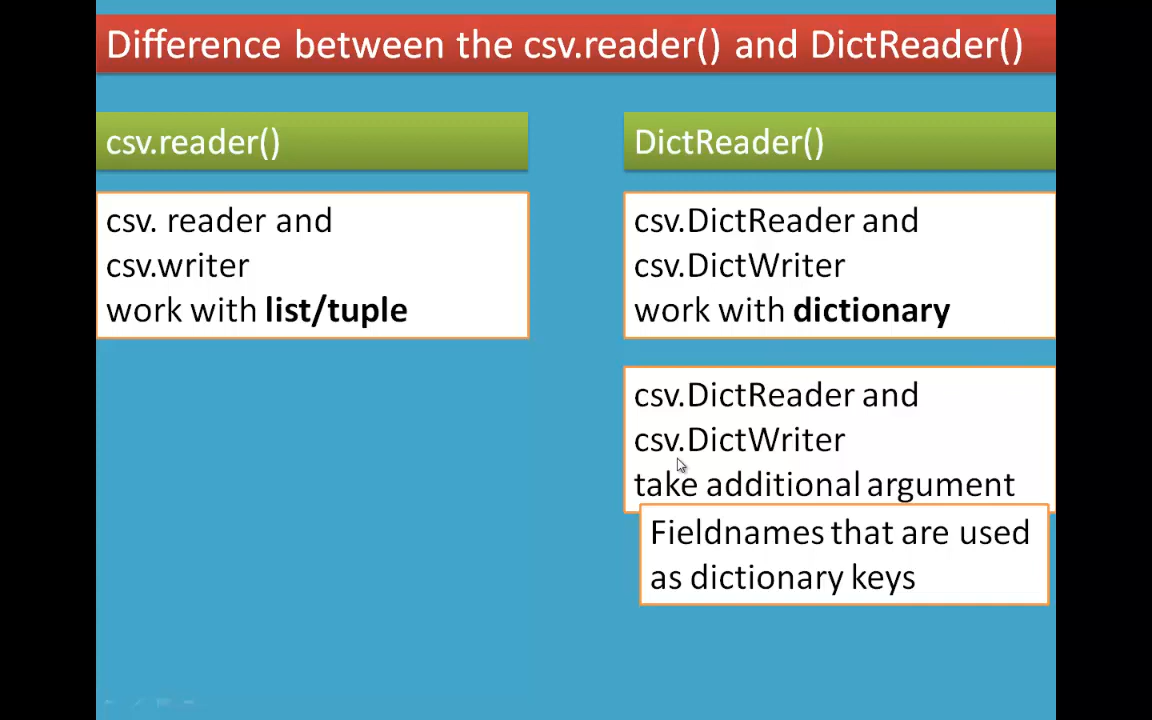 Difference between the csv.reader() and DictReader()
csv.reader()
csv. reader and
csv.writer
work with list/tuple
DictReader()
csv.DictReader and
csv.DictWriter
work with dictionary
csv.DictReader and
csv.DictWriter
take additional argument
Fieldnames that are used
as dictionary keys